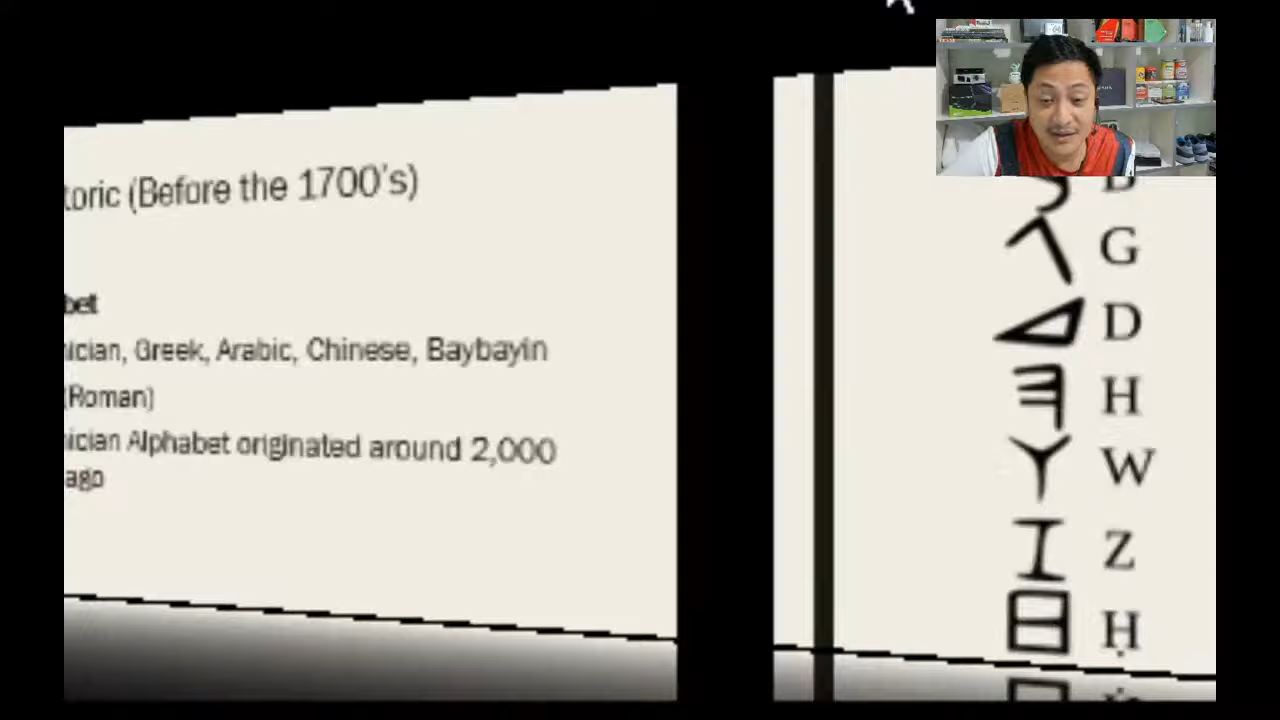 toric (Before the 1700's)
bet
nician, Greek, Arabic, Chinese, Baybayin
(Roman)
nician Alphabet originated around 2,000
ago
𐤂 G
𐤃 D
𐤄 H
𐤅 W
𐤆 Z
𐤇 Ḥ